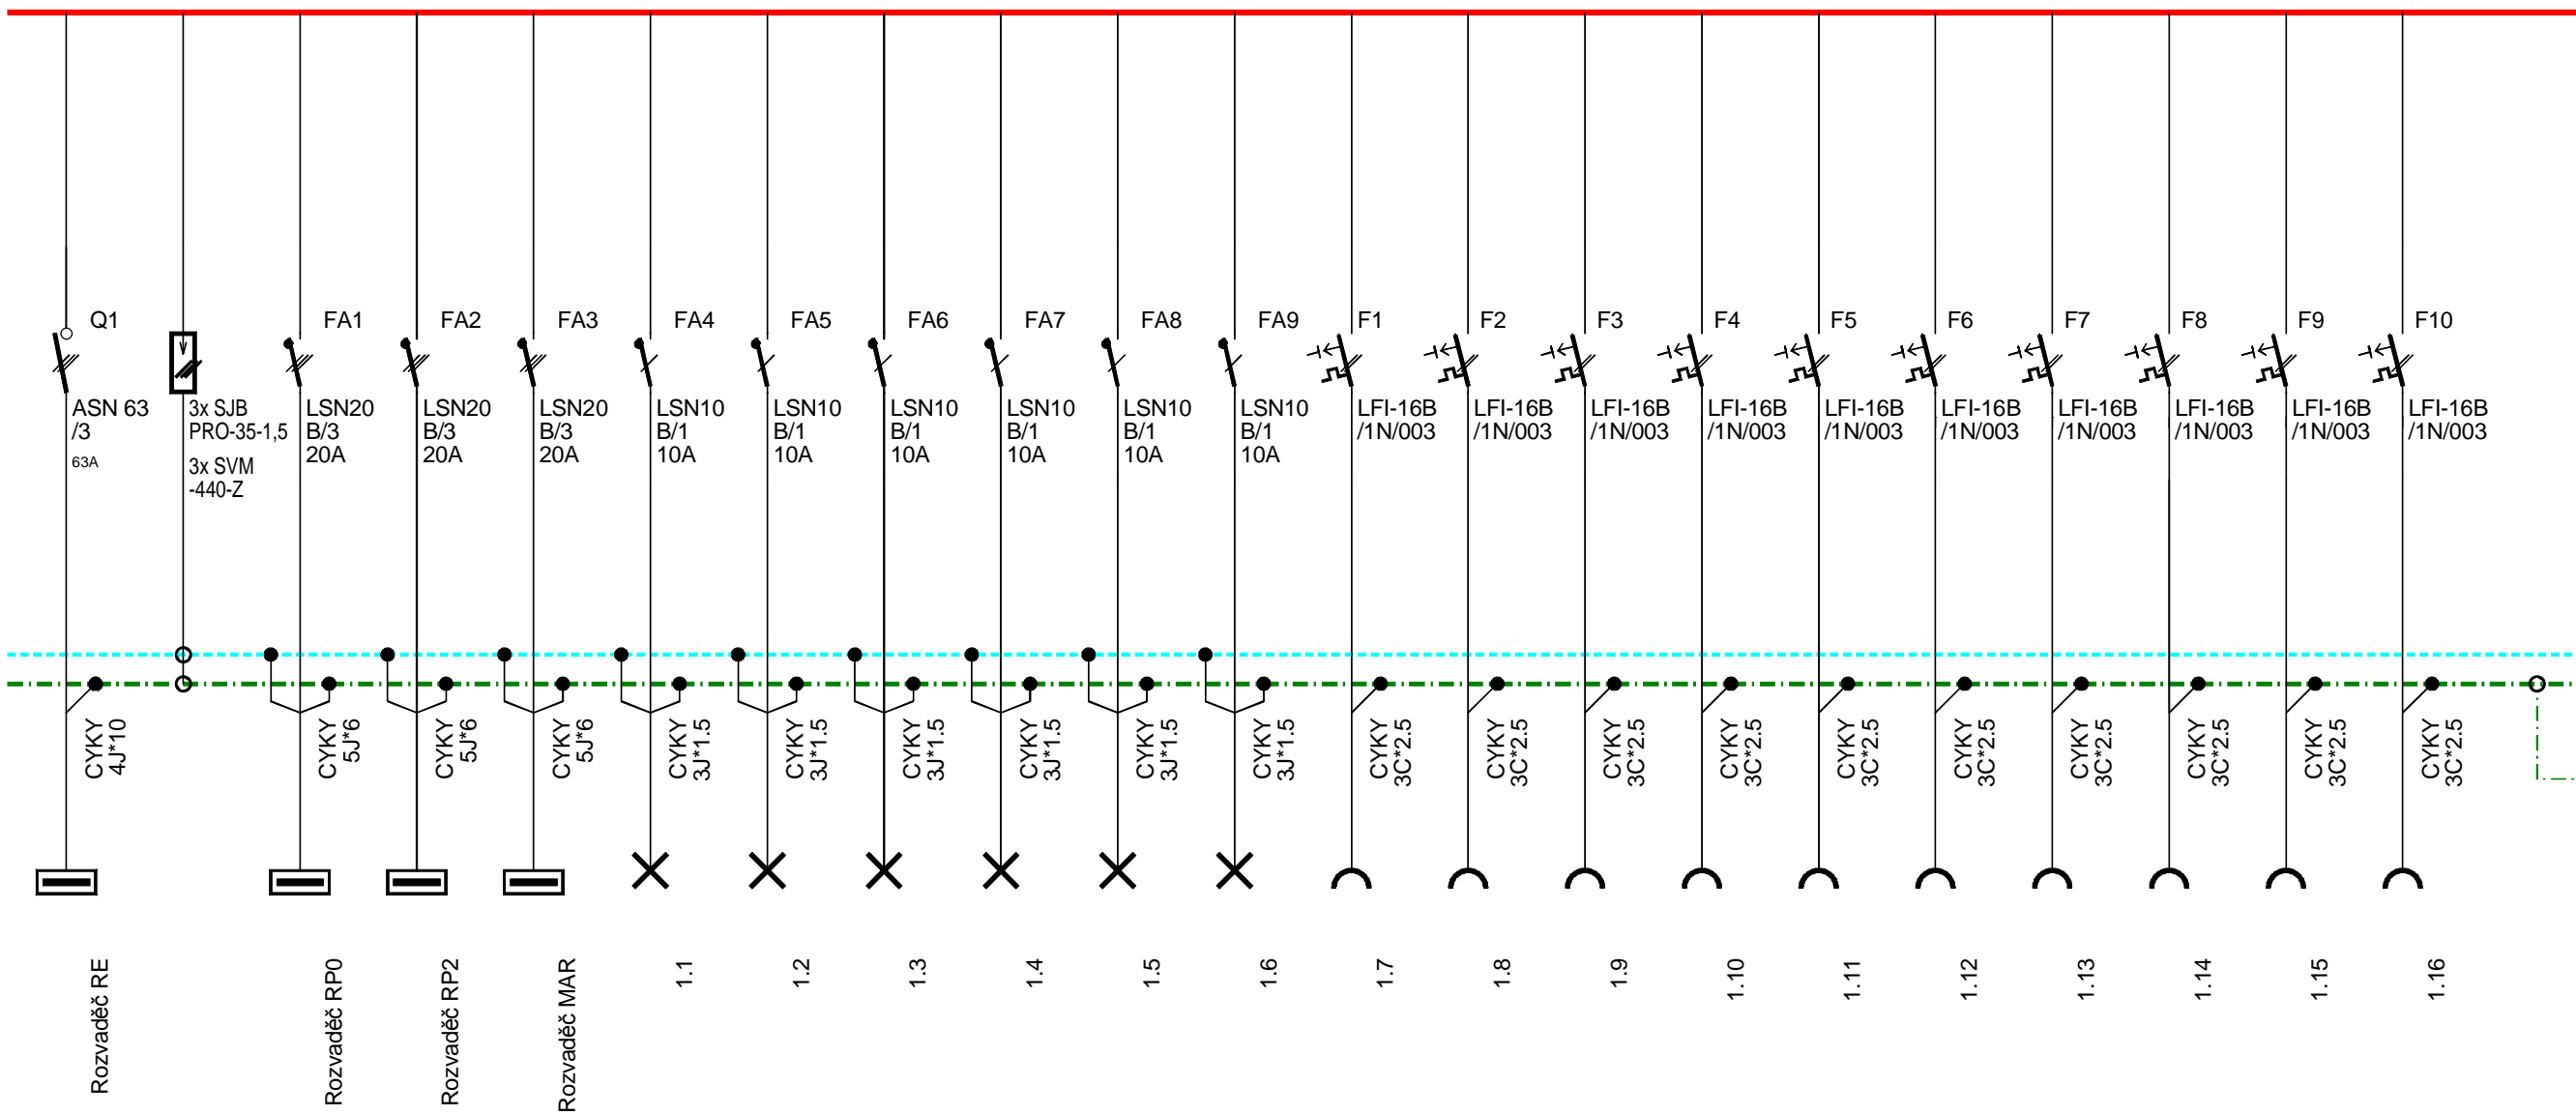 Q1
FA1
FA2
FA3
FA4
FA5
FA6
FA7
FA8
FA9
F1
F2
F3
F4
F5
F6
F7
F8
F9
F10
ASN 63
/3
63A
3x SJB
PRO-35-1,5
3x SVM
-440-Z
LSN20
B/3
20A
LSN20
B/3
20A
LSN20
B/3
20A
LSN10
B/1
10A
LSN10
B/1
10A
LSN10
B/1
10A
LSN10
B/1
10A
LSN10
B/1
10A
LSN10
B/1
10A
LFI-16B
/1N/003
LFI-16B
/1N/003
LFI-16B
/1N/003
LFI-16B
/1N/003
LFI-16B
/1N/003
LFI-16B
/1N/003
LFI-16B
/1N/003
LFI-16B
/1N/003
LFI-16B
/1N/003
LFI-16B
/1N/003
CYKY
4J*10
CYKY
5J*6
CYKY
5J*6
CYKY
5J*6
CYKY
3J*1.5
CYKY
3J*1.5
CYKY
3J*1.5
CYKY
3J*1.5
CYKY
3J*1.5
CYKY
3J*1.5
CYKY
3C*2.5
CYKY
3C*2.5
CYKY
3C*2.5
CYKY
3C*2.5
CYKY
3C*2.5
CYKY
3C*2.5
CYKY
3C*2.5
CYKY
3C*2.5
CYKY
3C*2.5
CYKY
3C*2.5
Rozvaděč RE
Rozvaděč RP0
Rozvaděč RP2
Rozvaděč MAR
1.1
1.2
1.3
1.4
1.5
1.6
1.7
1.8
1.9
1.10
1.11
1.12
1.13
1.14
1.15
1.16